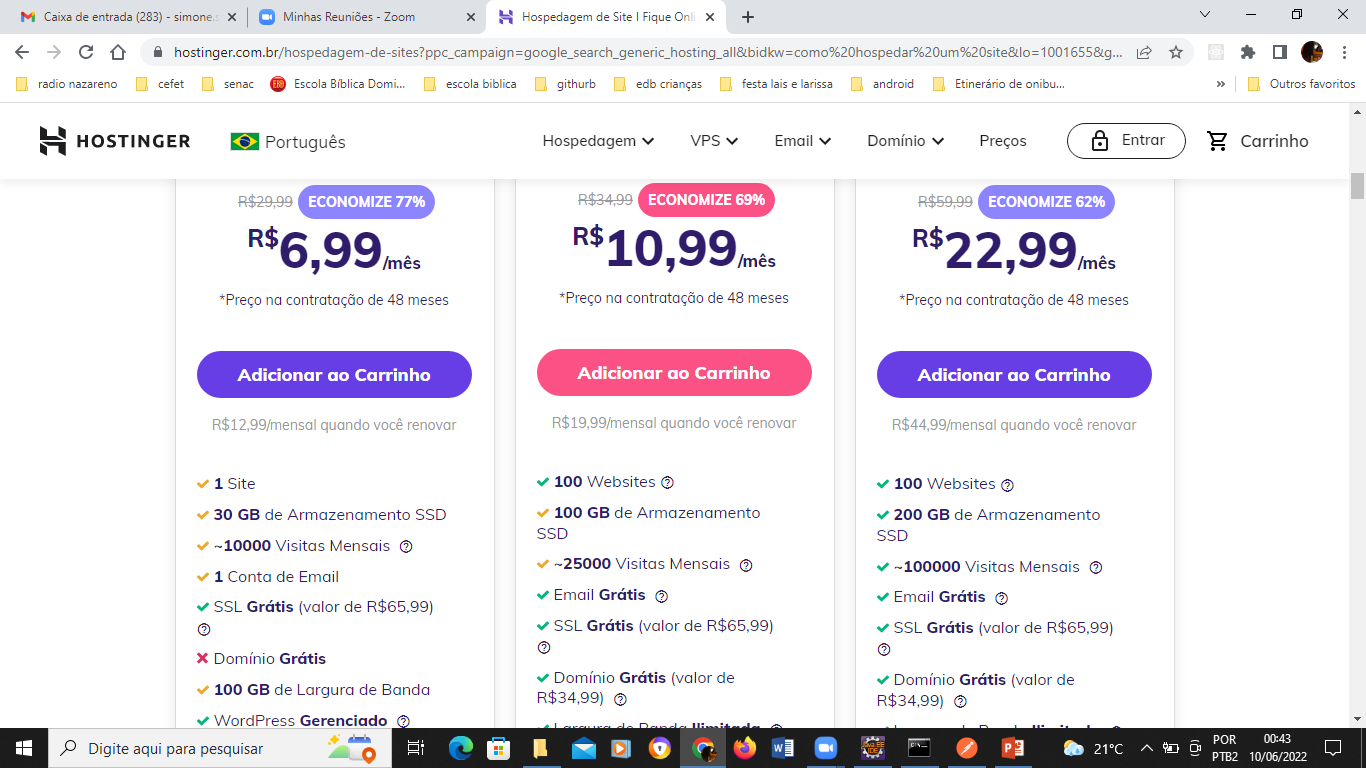 Caixa de entrada (283) - simone.s
Minhas Reuniões - Zoom
Hospedagem de Site I Fique Onli
hostinger.com.br/hospedagem-de-sites?ppc_campaign=google_search_generic_hosting_all&bidkw=como%20hospedar%20um%20site&lo=1001655&g...
radio nazareno
cefet
senac
EBD
Escola Bíblica Domi...
escola biblica
githurb
edb crianças
festa lais e larissa
android
Etinerário de onibu...
»
Outros favoritos
HOSTINGER
Português
Hospedagem
VPS
Email
Domínio
Preços
Entrar
Carrinho
R$29,99 ECONOMIZE 77%
R$6,99/mês
*Preço na contratação de 48 meses
Adicionar ao Carrinho
R$12,99/mensal quando você renovar
1 Site
30 GB de Armazenamento SSD
~10000 Visitas Mensais
1 Conta de Email
SSL Grátis (valor de R$65,99)
Domínio Grátis
100 GB de Largura de Banda
WordPress Gerenciado
R$34,99 ECONOMIZE 69%
R$10,99/mês
*Preço na contratação de 48 meses
Adicionar ao Carrinho
R$19,99/mensal quando você renovar
100 Websites
100 GB de Armazenamento
SSD
~25000 Visitas Mensais
Email Grátis
SSL Grátis (valor de R$65,99)
Domínio Grátis (valor de
R$34,99)
Largura de Banda Ilimitada
R$59,99 ECONOMIZE 62%
R$22,99/mês
*Preço na contratação de 48 meses
Adicionar ao Carrinho
R$44,99/mensal quando você renovar
100 Websites
200 GB de Armazenamento
SSD
~100000 Visitas Mensais
Email Grátis
SSL Grátis (valor de R$65,99)
Domínio Grátis (valor de
R$34,99)
Digite aqui para pesquisar
21°C
POR
PTB2
00:43
10/06/2022